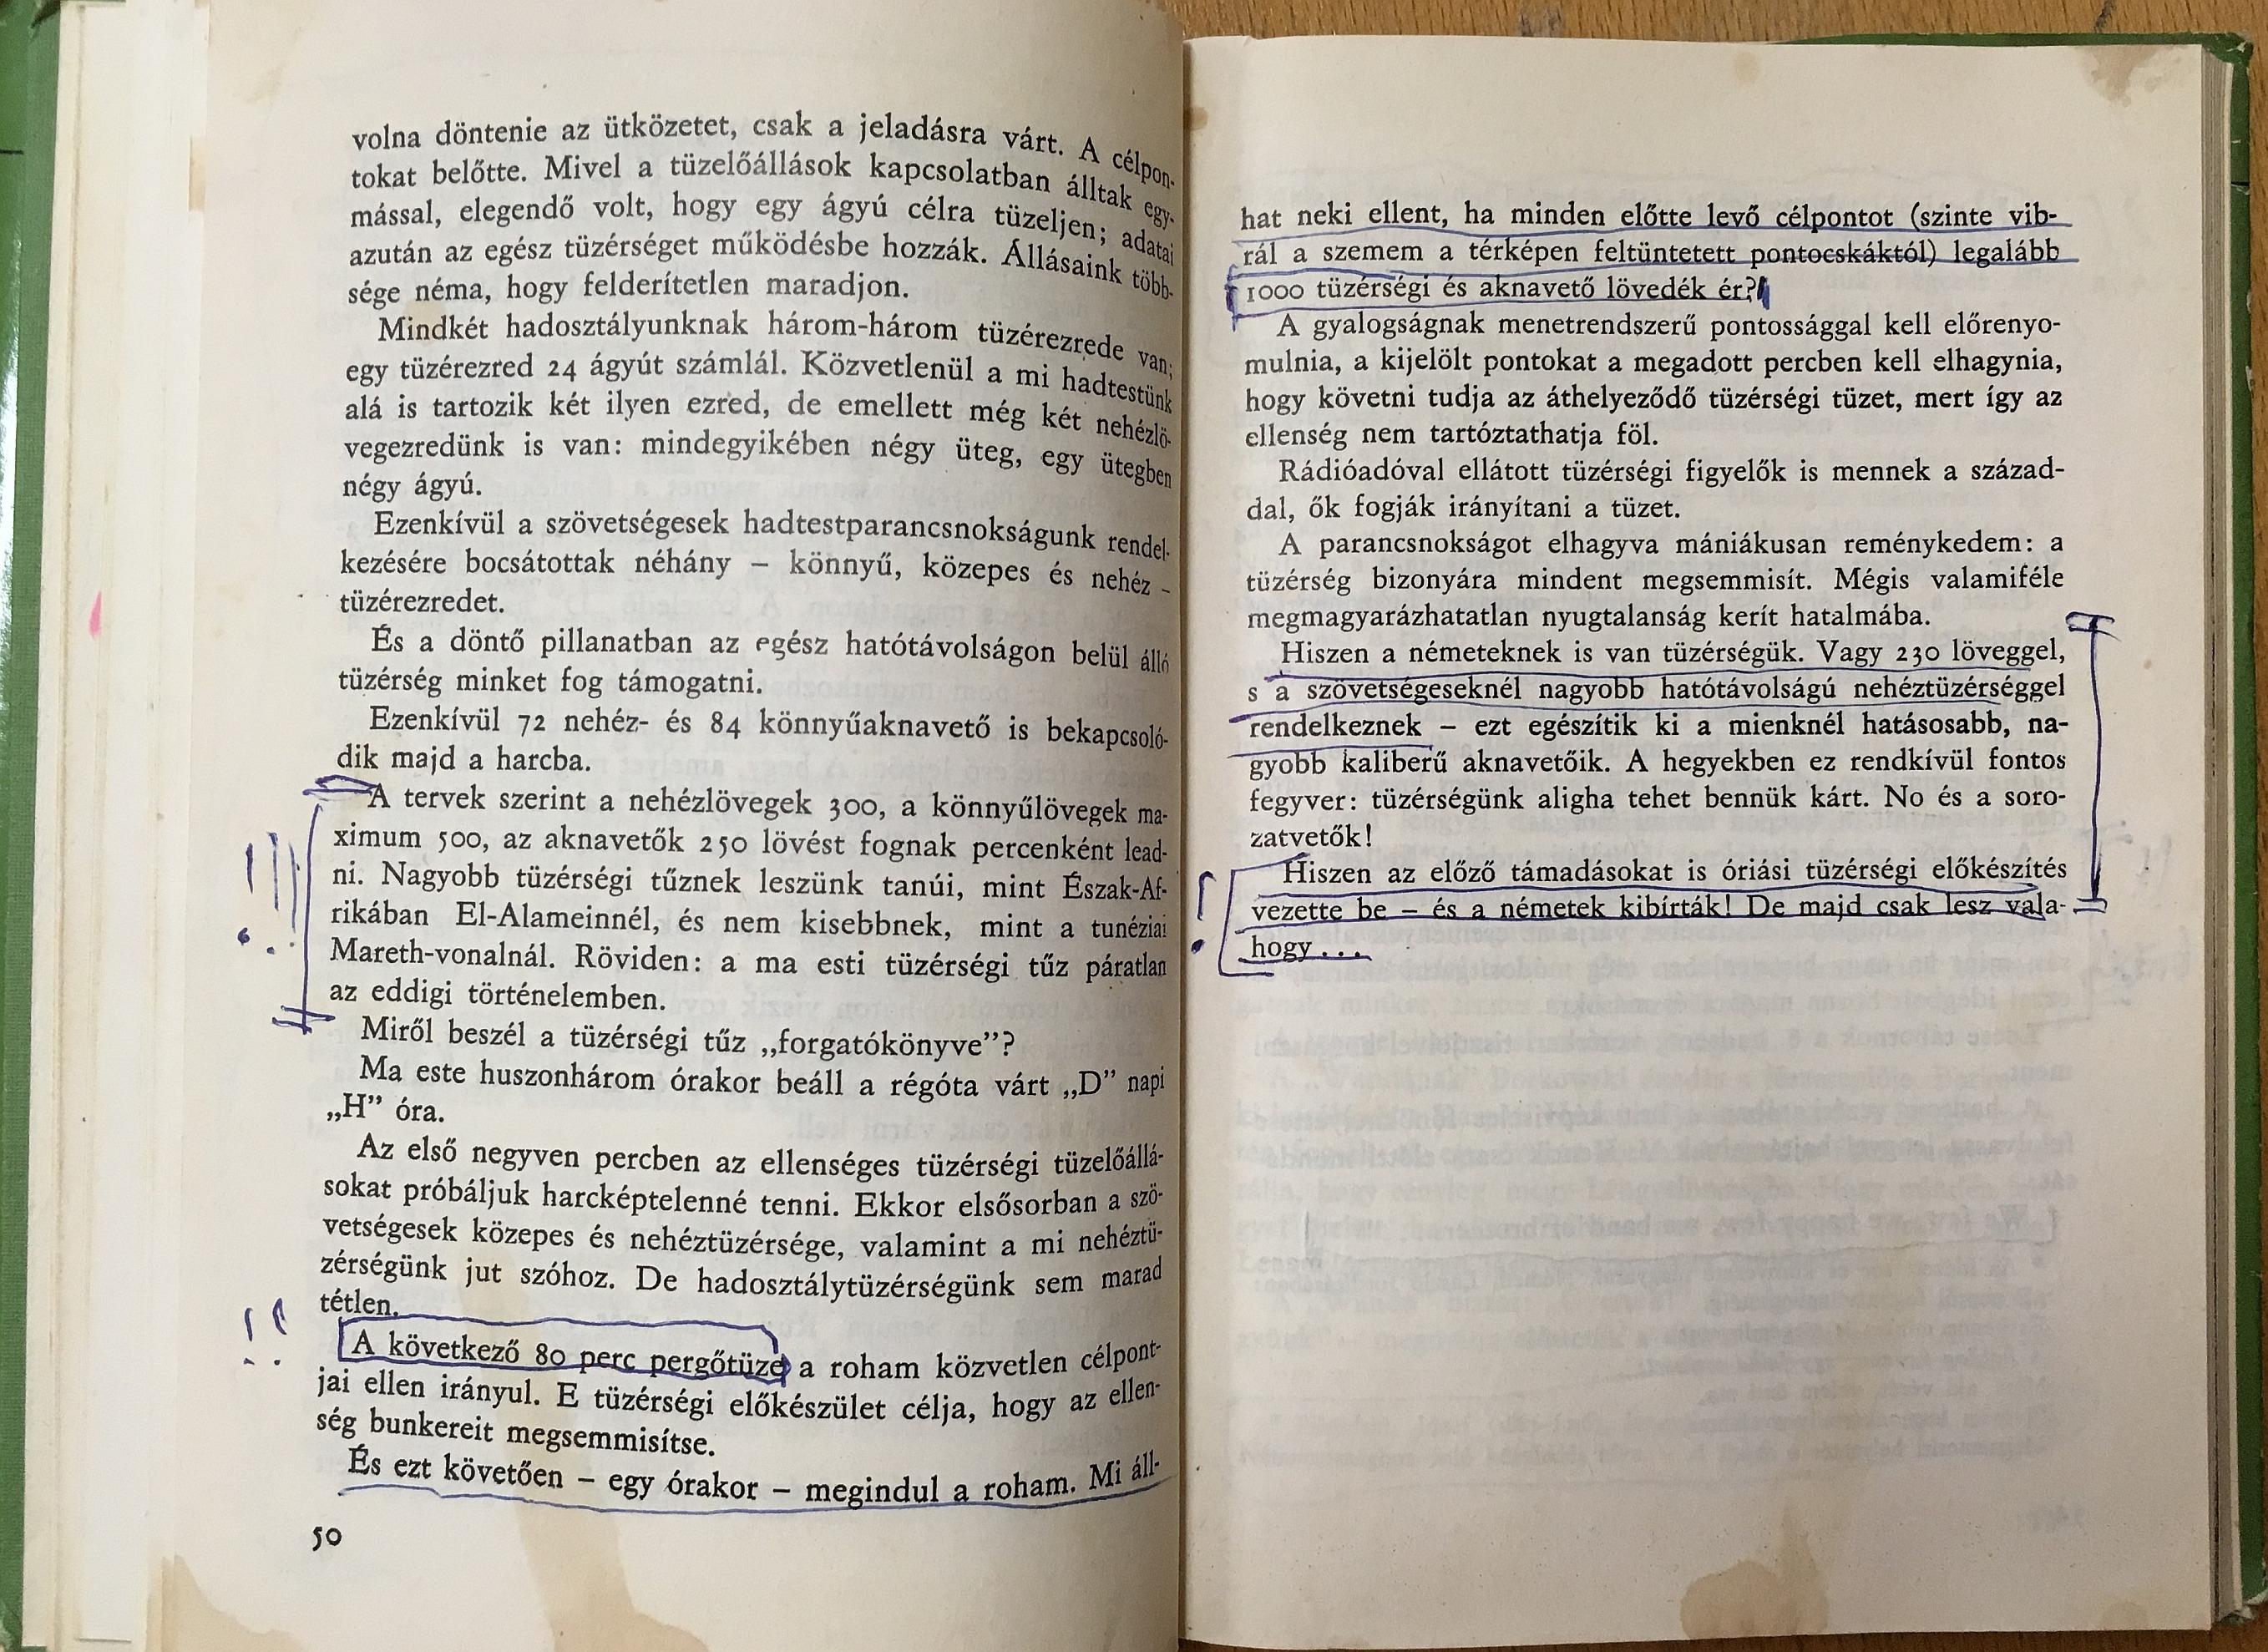 volna döntenie az ütközetet, csak a jeladásra várt. A célpon-
tokat belőtte. Mivel a tüzelőállások kapcsolatban álltak egy-
mással, elegendő volt, hogy egy ágyú célra tüzeljen; adatai
azután az egész tüzérséget működésbe hozzák. Állásaink több-
sége néma, hogy felderítetlen maradjon.
Mindkét hadosztályunknak három-három tüzérezrede van;
egy tüzérezred 24 ágyút számlál. Közvetlenül a mi hadtestünk
alá is tartozik két ilyen ezred, de emellett még két nehézlö-
vegezredünk is van: mindegyikében négy üteg, egy ütegben
négy ágyú.
Ezenkívül a szövetségesek hadtestparancsnokságunk rendel-
kezésére bocsátottak néhány – könnyű, közepes és nehéz –
tüzérezredet.
És a döntő pillanatban az egész hatótávolságon belül álló
tüzérség minket fog támogatni.
Ezenkívül 72 nehéz- és 84 könnyűaknavető is bekapcsoló-
dik majd a harcba.
A tervek szerint a nehézlövegek 300, a könnyűlövegek ma-
ximum 500, az aknavetők 250 lövést fognak percenként lead-
ni. Nagyobb tüzérségi tűznek leszünk tanúi, mint Észak-Af-
rikában El-Alameinnél, és nem kisebbnek, mint a tunéziai
Mareth-vonalnál. Röviden: a ma esti tüzérségi tűz páratlan
az eddigi történelemben.
Miről beszél a tüzérségi tűz „forgatókönyve”?
Ma este huszonhárom órakor beáll a régóta várt „D” napi
„H” óra.
Az első negyven percben az ellenséges tüzérségi tüzelőállá-
sokat próbáljuk harcképtelenné tenni. Ekkor elsősorban a szö-
vetségesek közepes és nehéztüzérsége, valamint a mi nehéztü-
zérségünk jut szóhoz. De hadosztálytüzérségünk sem marad
tétlen.
A következő 80 perc pergőtüze a roham közvetlen célpont-
jai ellen irányul. E tüzérségi előkészület célja, hogy az ellen-
ség bunkereit megsemmisítse.
És ezt követően – egy órakor – megindul a roham. Mi áll-
50
hat neki ellent, ha minden előtte levő célpontot (szinte vib-
rál a szemem a térképen feltüntetett pontocskáktól) legalább
1000 tüzérségi és aknavető lövedék ér?
A gyalogságnak menetrendszerű pontossággal kell előrenyo-
mulnia, a kijelölt pontokat a megadott percben kell elhagynia,
hogy követni tudja az áthelyeződő tüzérségi tüzet, mert így az
ellenség nem tartóztathatja föl.
Rádióadóval ellátott tüzérségi figyelők is mennek a század-
dal, ők fogják irányítani a tüzet.
A parancsnokságot elhagyva mániákusan reménykedem: a
tüzérség bizonyára mindent megsemmisít. Mégis valamiféle
megmagyarázhatatlan nyugtalanság kerít hatalmába.
Hiszen a németeknek is van tüzérségük. Vagy 230 löveggel,
s a szövetségeseknél nagyobb hatótávolságú nehéztüzérséggel
rendelkeznek – ezt egészítik ki a mienknél hatásosabb, na-
gyobb kaliberű aknavetőik. A hegyekben ez rendkívül fontos
fegyver: tüzérségünk aligha tehet bennük kárt. No és a soro-
zatvetők!
Hiszen az előző támadásokat is óriási tüzérségi előkészítés
vezette be – és a németek kibírták! De majd csak lesz vala-
hogy...